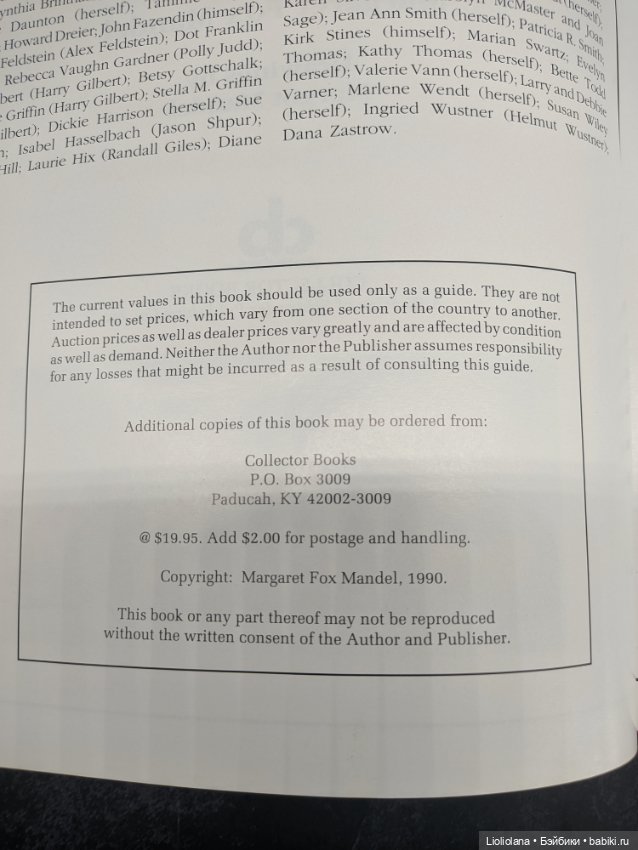 Daunton (herself);
Howard Dreier; John Fazendin (himself);
Feldstein (Alex Feldstein); Dot Franklin
Rebecca Vaughn Gardner (Polly Judd);
(Harry Gilbert); Betsy Gottschalk;
Griffin (Harry Gilbert); Stella M. Griffin
Dickie Harrison (herself); Sue
Isabel Hasselbach (Jason Shpur);
Hill; Laurie Hix (Randall Giles); Diane
McMaster and Joan
Sage); Jean Ann Smith (herself); Patricia R. Smith;
Kirk Stines (himself); Marian Swartz; Evelyn
Thomas; Kathy Thomas (herself); Bette Todd
(herself); Valerie Vann (herself); Larry and Debbie
Varner; Marlene Wendt (herself); Susan Wiley
(herself); Ingried Wustner (Helmut Wustner);
Dana Zastrow.
The current values in this book should be used only as a guide. They are not
intended to set prices, which vary from one section of the country to another.
Auction prices as well as dealer prices vary greatly and are affected by condition
as well as demand. Neither the Author nor the Publisher assumes responsibility
for any losses that might be incurred as a result of consulting this guide.
Additional copies of this book may be ordered from:
Collector Books
P.O. Box 3009
Paducah, KY 42002-3009
@ $19.95. Add $2.00 for postage and handling.
Copyright: Margaret Fox Mandel, 1990.
This book or any part thereof may not be reproduced
without the written consent of the Author and Publisher.
Lioliolana • Бэйбики • babiki.ru